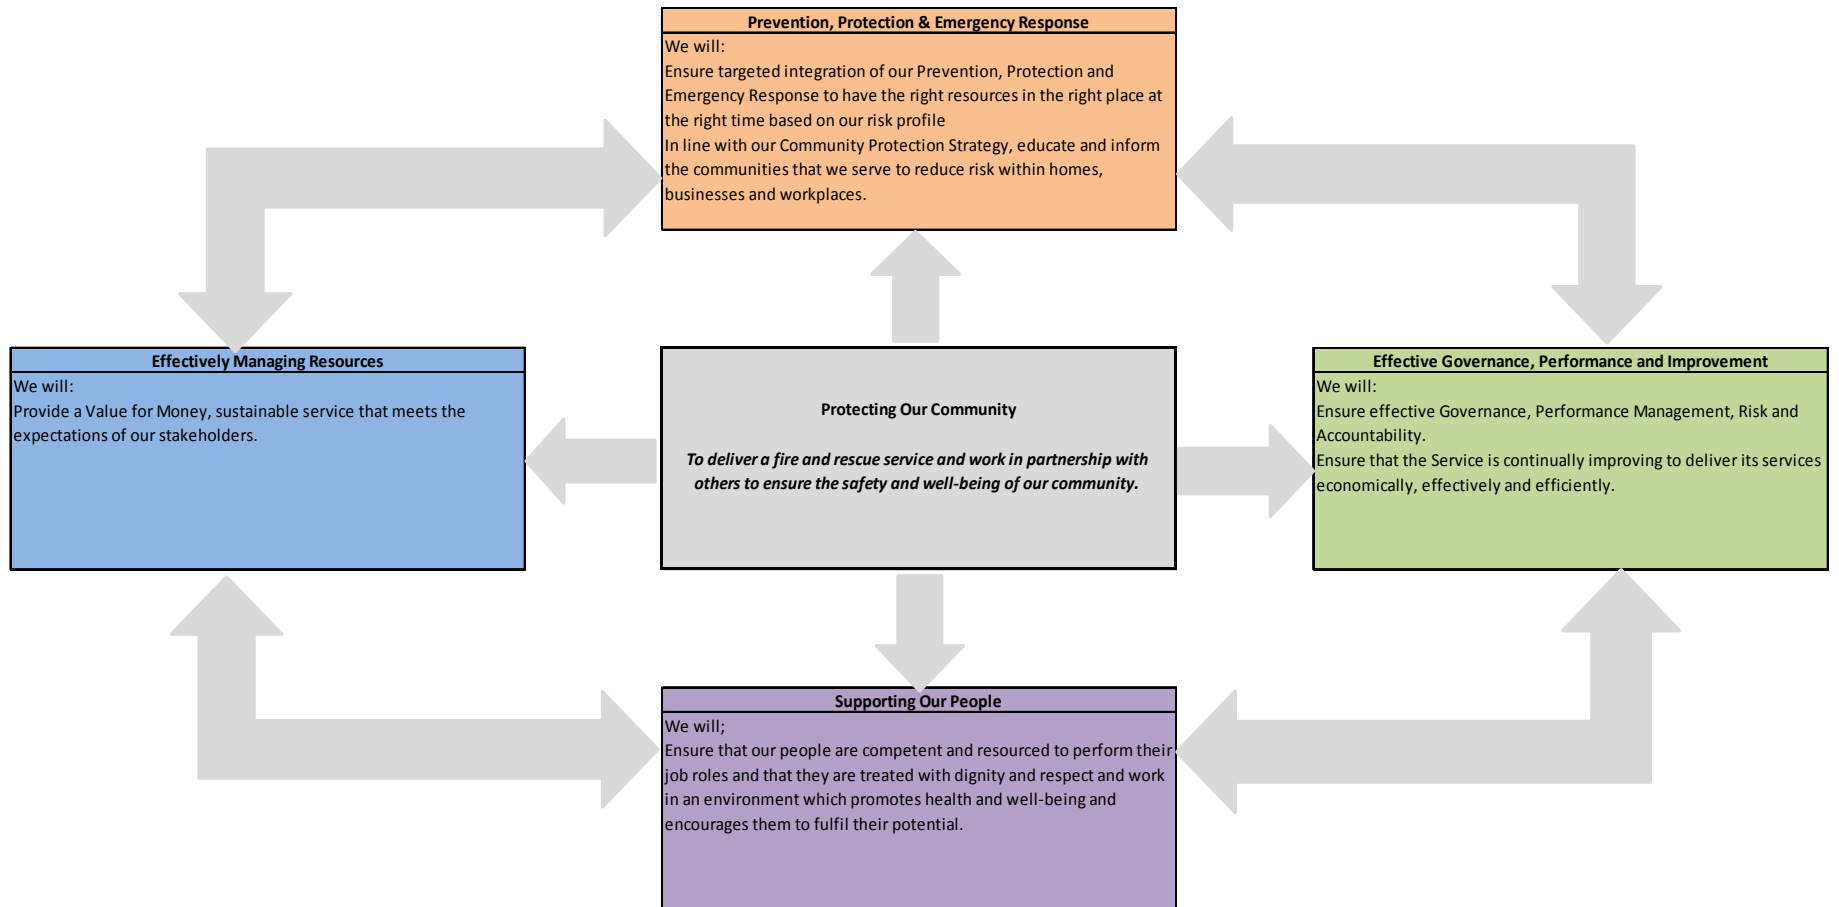 Prevention, Protection & Emergency Response
We will:
Ensure targeted integration of our Prevention, Protection and
Emergency Response to have the right resources in the right place at
the right time based on our risk profile
In line with our Community Protection Strategy, educate and inform
the communities that we serve to reduce risk within homes,
businesses and workplaces.
Effectively Managing Resources
We will:
Provide a Value for Money, sustainable service that meets the
expectations of our stakeholders.
Protecting Our Community
To deliver a fire and rescue service and work in partnership with
others to ensure the safety and well-being of our community.
Effective Governance, Performance and Improvement
We will:
Ensure effective Governance, Performance Management, Risk and
Accountability.
Ensure that the Service is continually improving to deliver its services
economically, effectively and efficiently.
Supporting Our People
We will;
Ensure that our people are competent and resourced to perform their
job roles and that they are treated with dignity and respect and work
in an environment which promotes health and well-being and
encourages them to fulfil their potential.